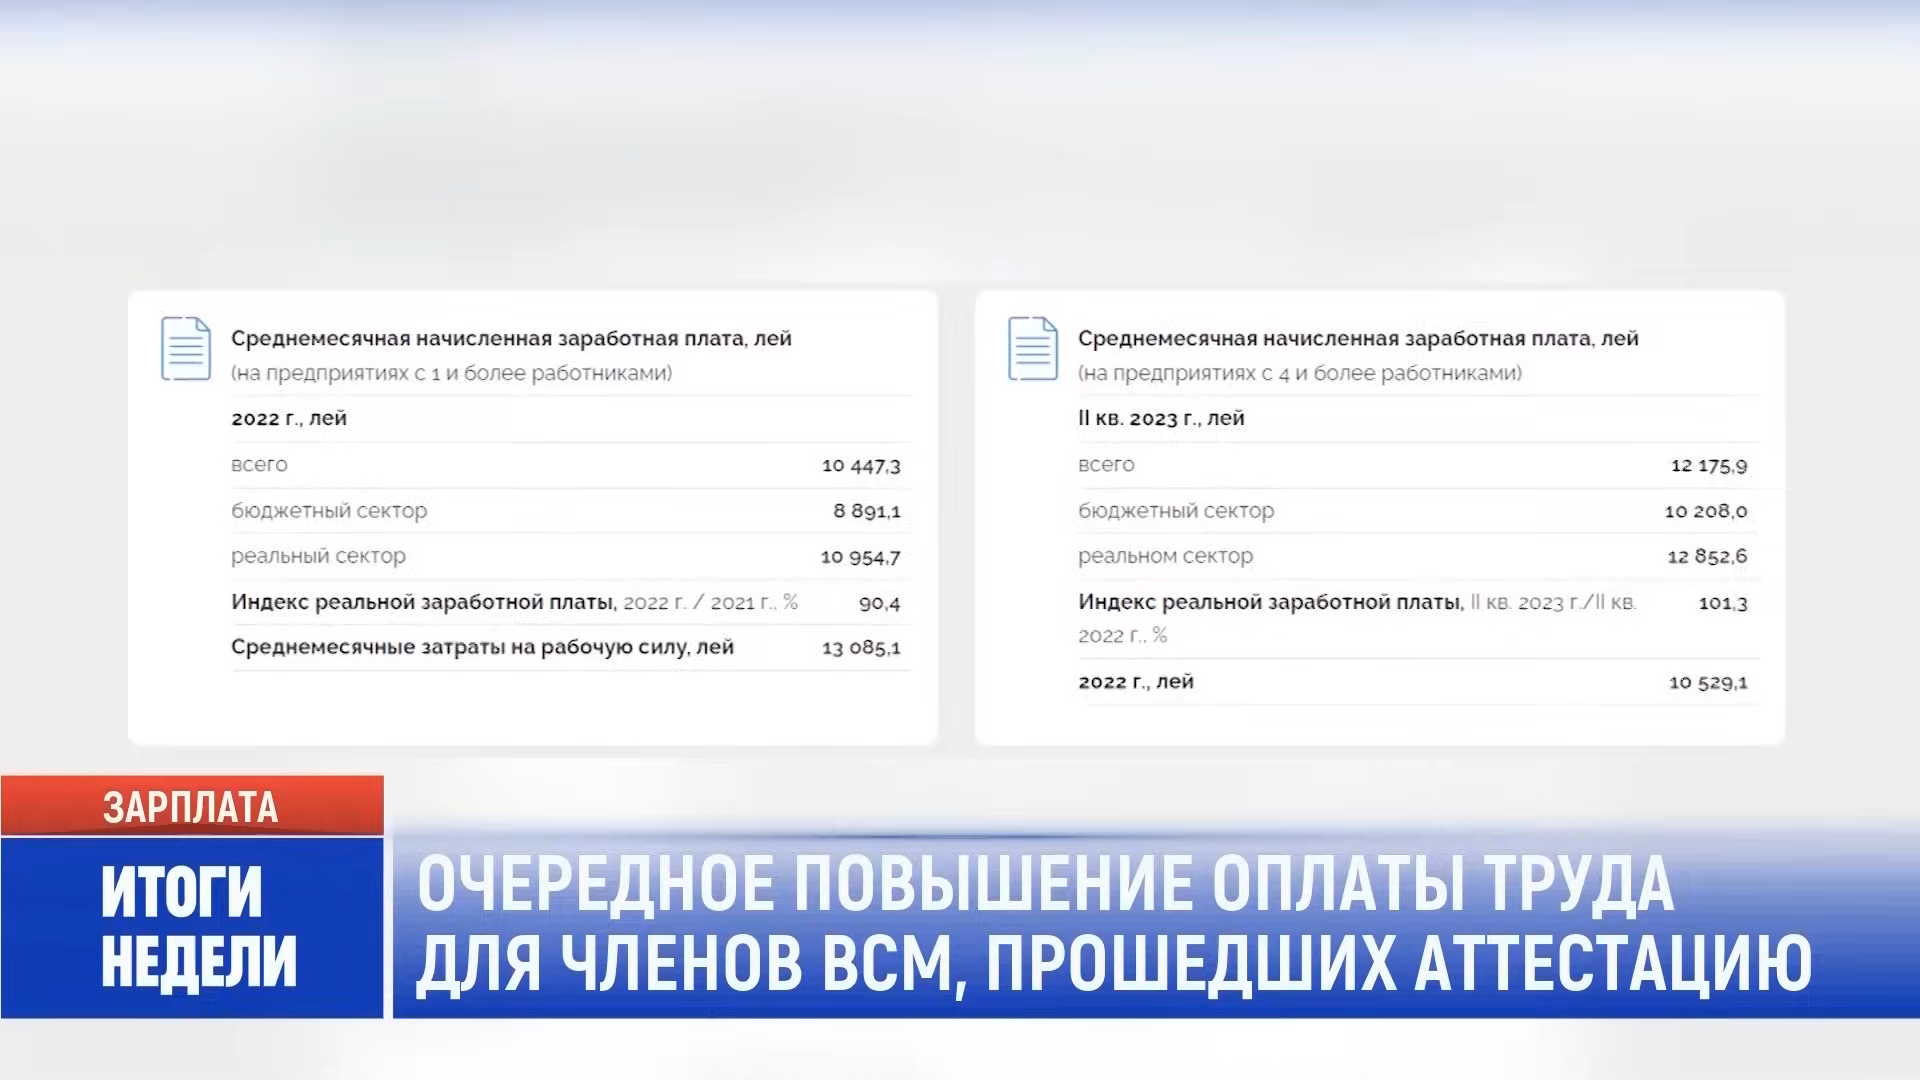 Среднемесячная начисленная заработная плата, лей
(на предприятиях с 1 и более работниками)
2022 г., лей
всего 10 447,3
бюджетный сектор 8 891,1
реальный сектор 10 954,7
Индекс реальной заработной платы, 2022 г. / 2021 г., % 90,4
Среднемесячные затраты на рабочую силу, лей 13 085,1
Среднемесячная начисленная заработная плата, лей
(на предприятиях с 4 и более работниками)
II кв. 2023 г., лей
всего 12 175,9
бюджетный сектор 10 208,0
реальном сектор 12 852,6
Индекс реальной заработной платы, II кв. 2023 г./II кв. 101,3
2022 г., %
2022 г., лей 10 529,1
ЗАРПЛАТА
ИТОГИ
НЕДЕЛИ
ОЧЕРЕДНОЕ ПОВЫШЕНИЕ ОПЛАТЫ ТРУДА
ДЛЯ ЧЛЕНОВ ВСМ, ПРОШЕДШИХ АТТЕСТАЦИЮ